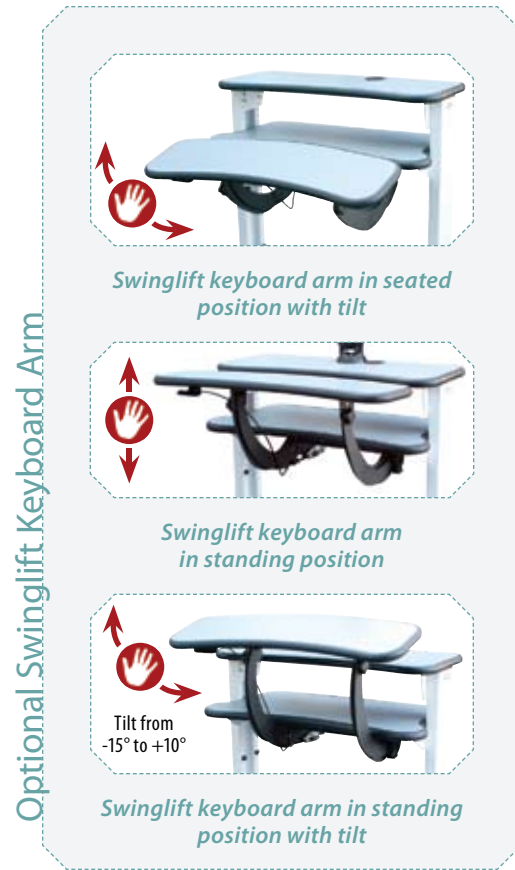 Optional Swinglift Keyboard Arm
Swinglift keyboard arm in seated
position with tilt
Swinglift keyboard arm
in standing position
Tilt from
-15° to +10°
Swinglift keyboard arm in standing
position with tilt